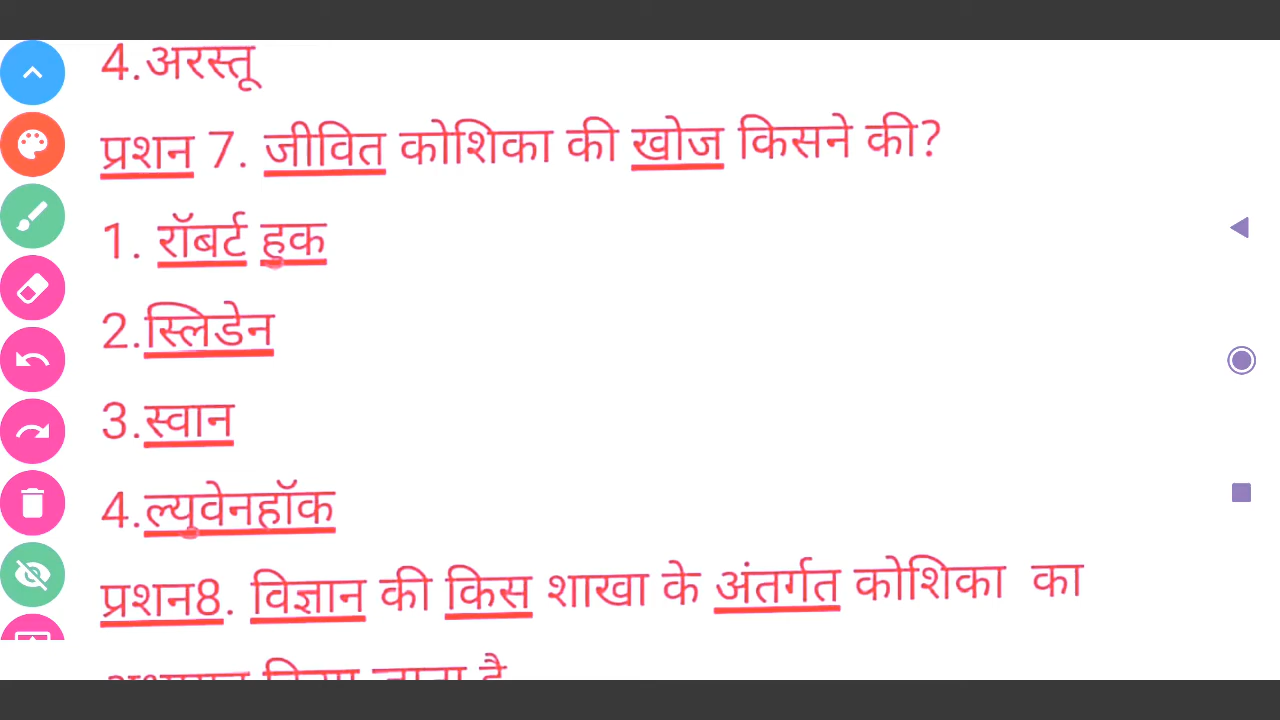 4.अरस्तू
प्रशन 7. जीवित कोशिका की खोज किसने की?
1. रॉबर्ट हुक
2.स्लिडेन
3.स्वान
4.ल्यूवेनहॉक
प्रशन8. विज्ञान की किस शाखा के अंतर्गत कोशिका का